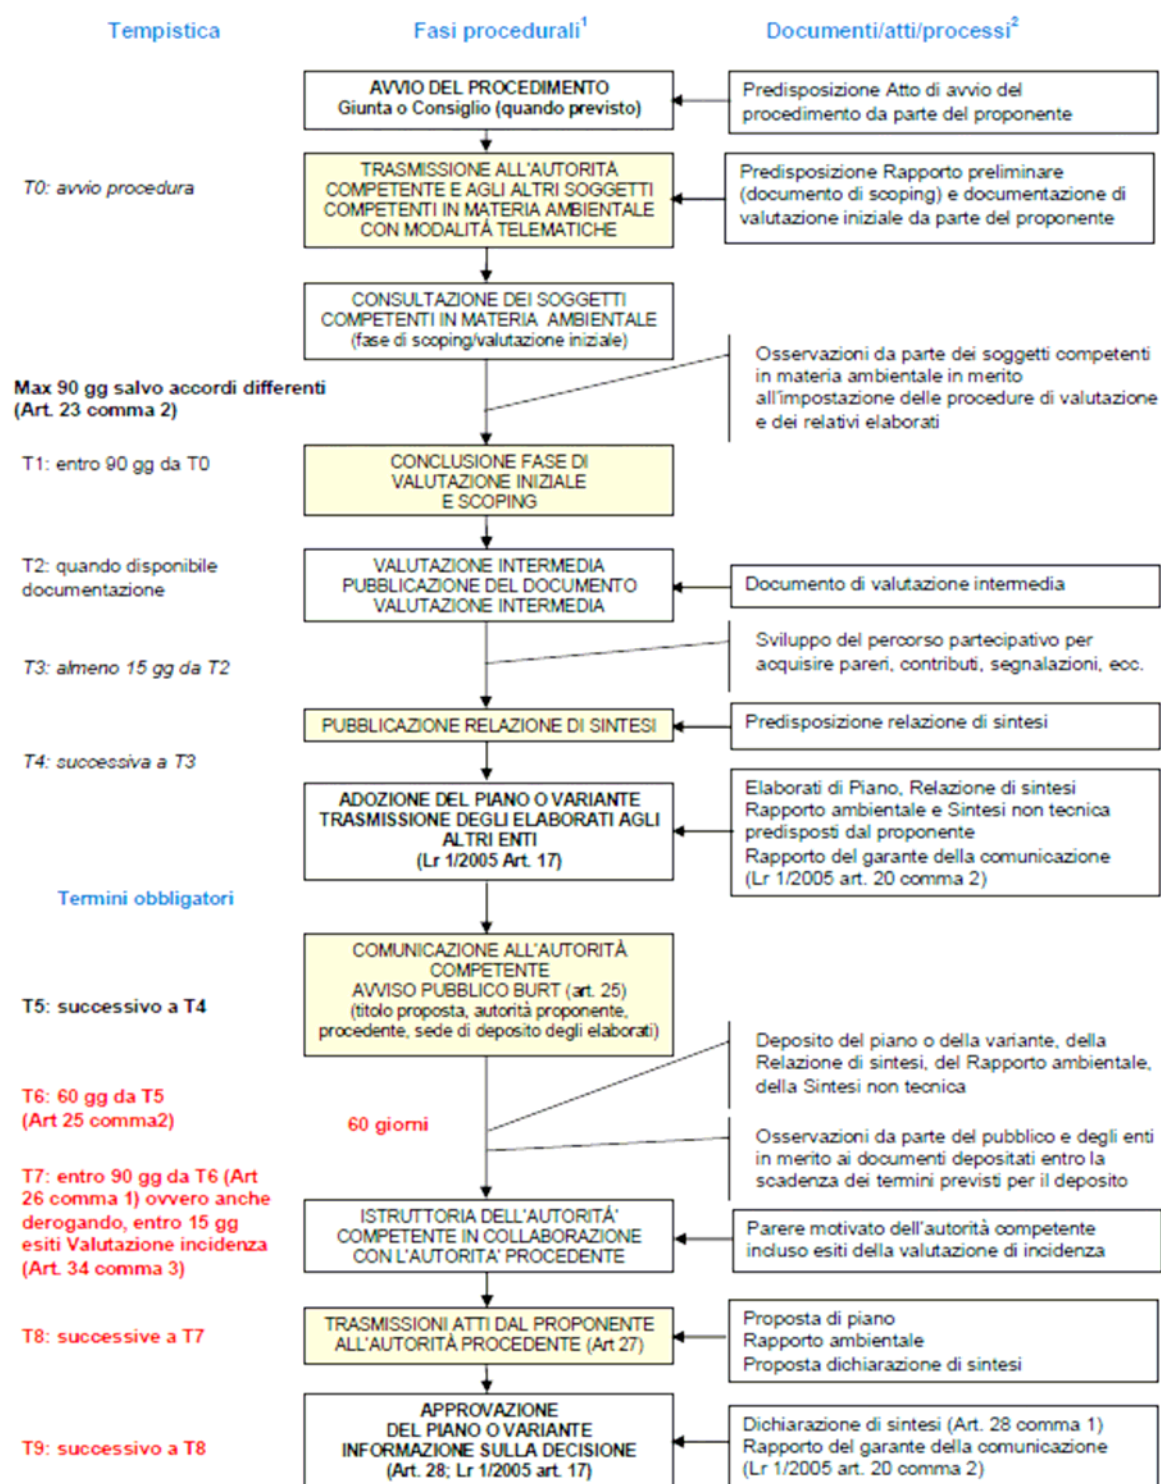 Tempistica
Fasi procedurali1
Documenti/atti/processi2
AVVIO DEL PROCEDIMENTO
Giunta o Consiglio (quando previsto)
Predisposizione Atto di avvio del
procedimento da parte del proponente
T0: avvio procedura
TRASMISSIONE ALL'AUTORITÀ
COMPETENTE E AGLI ALTRI SOGGETTI
COMPETENTI IN MATERIA AMBIENTALE
CON MODALITÀ TELEMATICHE
Predisposizione Rapporto preliminare
(documento di scoping) e documentazione di
valutazione iniziale da parte del proponente
CONSULTAZIONE DEI SOGGETTI
COMPETENTI IN MATERIA AMBIENTALE
(fase di scoping/valutazione iniziale)
Max 90 gg salvo accordi differenti
(Art. 23 comma 2)
Osservazioni da parte dei soggetti competenti
in materia ambientale in merito
all'impostazione delle procedure di valutazione
e dei relativi elaborati
T1: entro 90 gg da T0
CONCLUSIONE FASE DI
VALUTAZIONE INIZIALE
E SCOPING
T2: quando disponibile
documentazione
VALUTAZIONE INTERMEDIA
PUBBLICAZIONE DEL DOCUMENTO
VALUTAZIONE INTERMEDIA
Documento di valutazione intermedia
T3: almeno 15 gg da T2
Sviluppo del percorso partecipativo per
acquisire pareri, contributi, segnalazioni, ecc.
PUBBLICAZIONE RELAZIONE DI SINTESI
Predisposizione relazione di sintesi
T4: successiva a T3
ADOZIONE DEL PIANO O VARIANTE
TRASMISSIONE DEGLI ELABORATI AGLI
ALTRI ENTI
(Lr 1/2005 Art. 17)
Elaborati di Piano, Relazione di sintesi
Rapporto ambientale e Sintesi non tecnica
predisposti dal proponente
Rapporto del garante della comunicazione
(Lr 1/2005 art. 20 comma 2)
Termini obbligatori
T5: successivo a T4
COMUNICAZIONE ALL'AUTORITÀ
COMPETENTE
AVVISO PUBBLICO BURT (art. 25)
(titolo proposta, autorità proponente,
procedente, sede di deposito degli elaborati)
Deposito del piano o della variante, della
Relazione di sintesi, del Rapporto ambientale,
della Sintesi non tecnica
T6: 60 gg da T5
(Art 25 comma2)
60 giorni
Osservazioni da parte del pubblico e degli enti
in merito ai documenti depositati entro la
scadenza dei termini previsti per il deposito
T7: entro 90 gg da T6 (Art
26 comma 1) ovvero anche
derogando, entro 15 gg
esiti Valutazione incidenza
(Art. 34 comma 3)
ISTRUTTORIA DELL'AUTORITÁ'
COMPETENTE IN COLLABORAZIONE
CON L'AUTORITA' PROCEDENTE
Parere motivato dell'autorità competente
incluso esiti della valutazione di incidenza
T8: successive a T7
TRASMISSIONI ATTI DAL PROPONENTE
ALL'AUTORITÀ PROCEDENTE (Art 27)
Proposta di piano
Rapporto ambientale
Proposta dichiarazione di sintesi
T9: successivo a T8
APPROVAZIONE
DEL PIANO O VARIANTE
INFORMAZIONE SULLA DECISIONE
(Art. 28; Lr 1/2005 art. 17)
Dichiarazione di sintesi (Art. 28 comma 1)
Rapporto del garante della comunicazione
(Lr 1/2005 art. 20 comma 2)